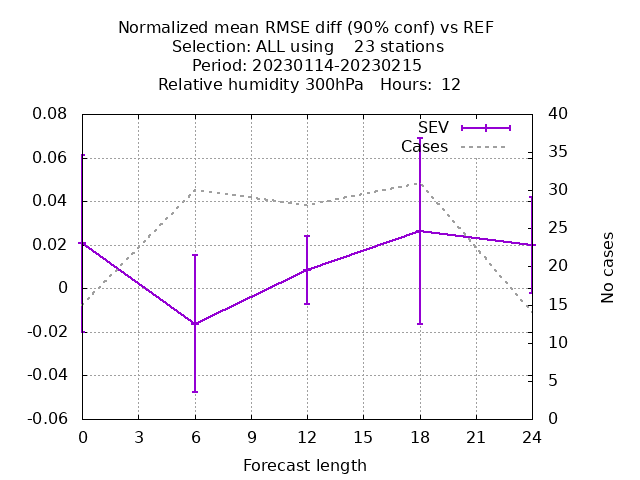 Normalized mean RMSE diff (90% conf) vs REF
Selection: ALL using    23 stations
Period: 20230114-20230215
Relative humidity 300hPa   Hours:  12
SEV
Cases
0.08
0.06
0.04
0.02
0
-0.02
-0.04
-0.06
40
35
30
25
20
15
10
5
0
No cases
0 3 6 9 12 15 18 21 24
Forecast length